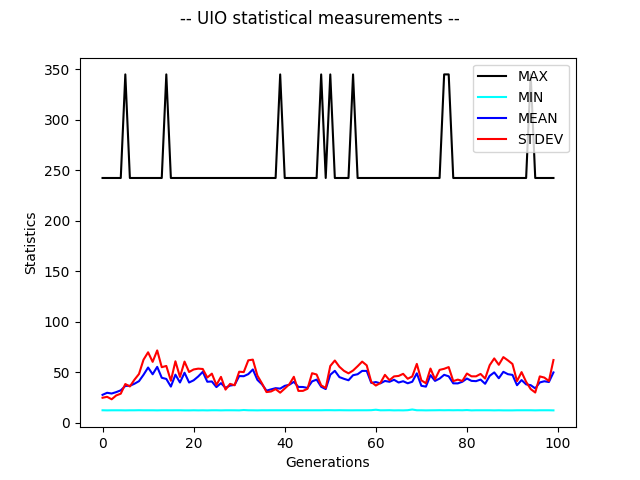 -- UIO statistical measurements --
350
300
250
200
150
100
50
0
Statistics
MAX
MIN
MEAN
STDEV
0 20 40 60 80 100
Generations